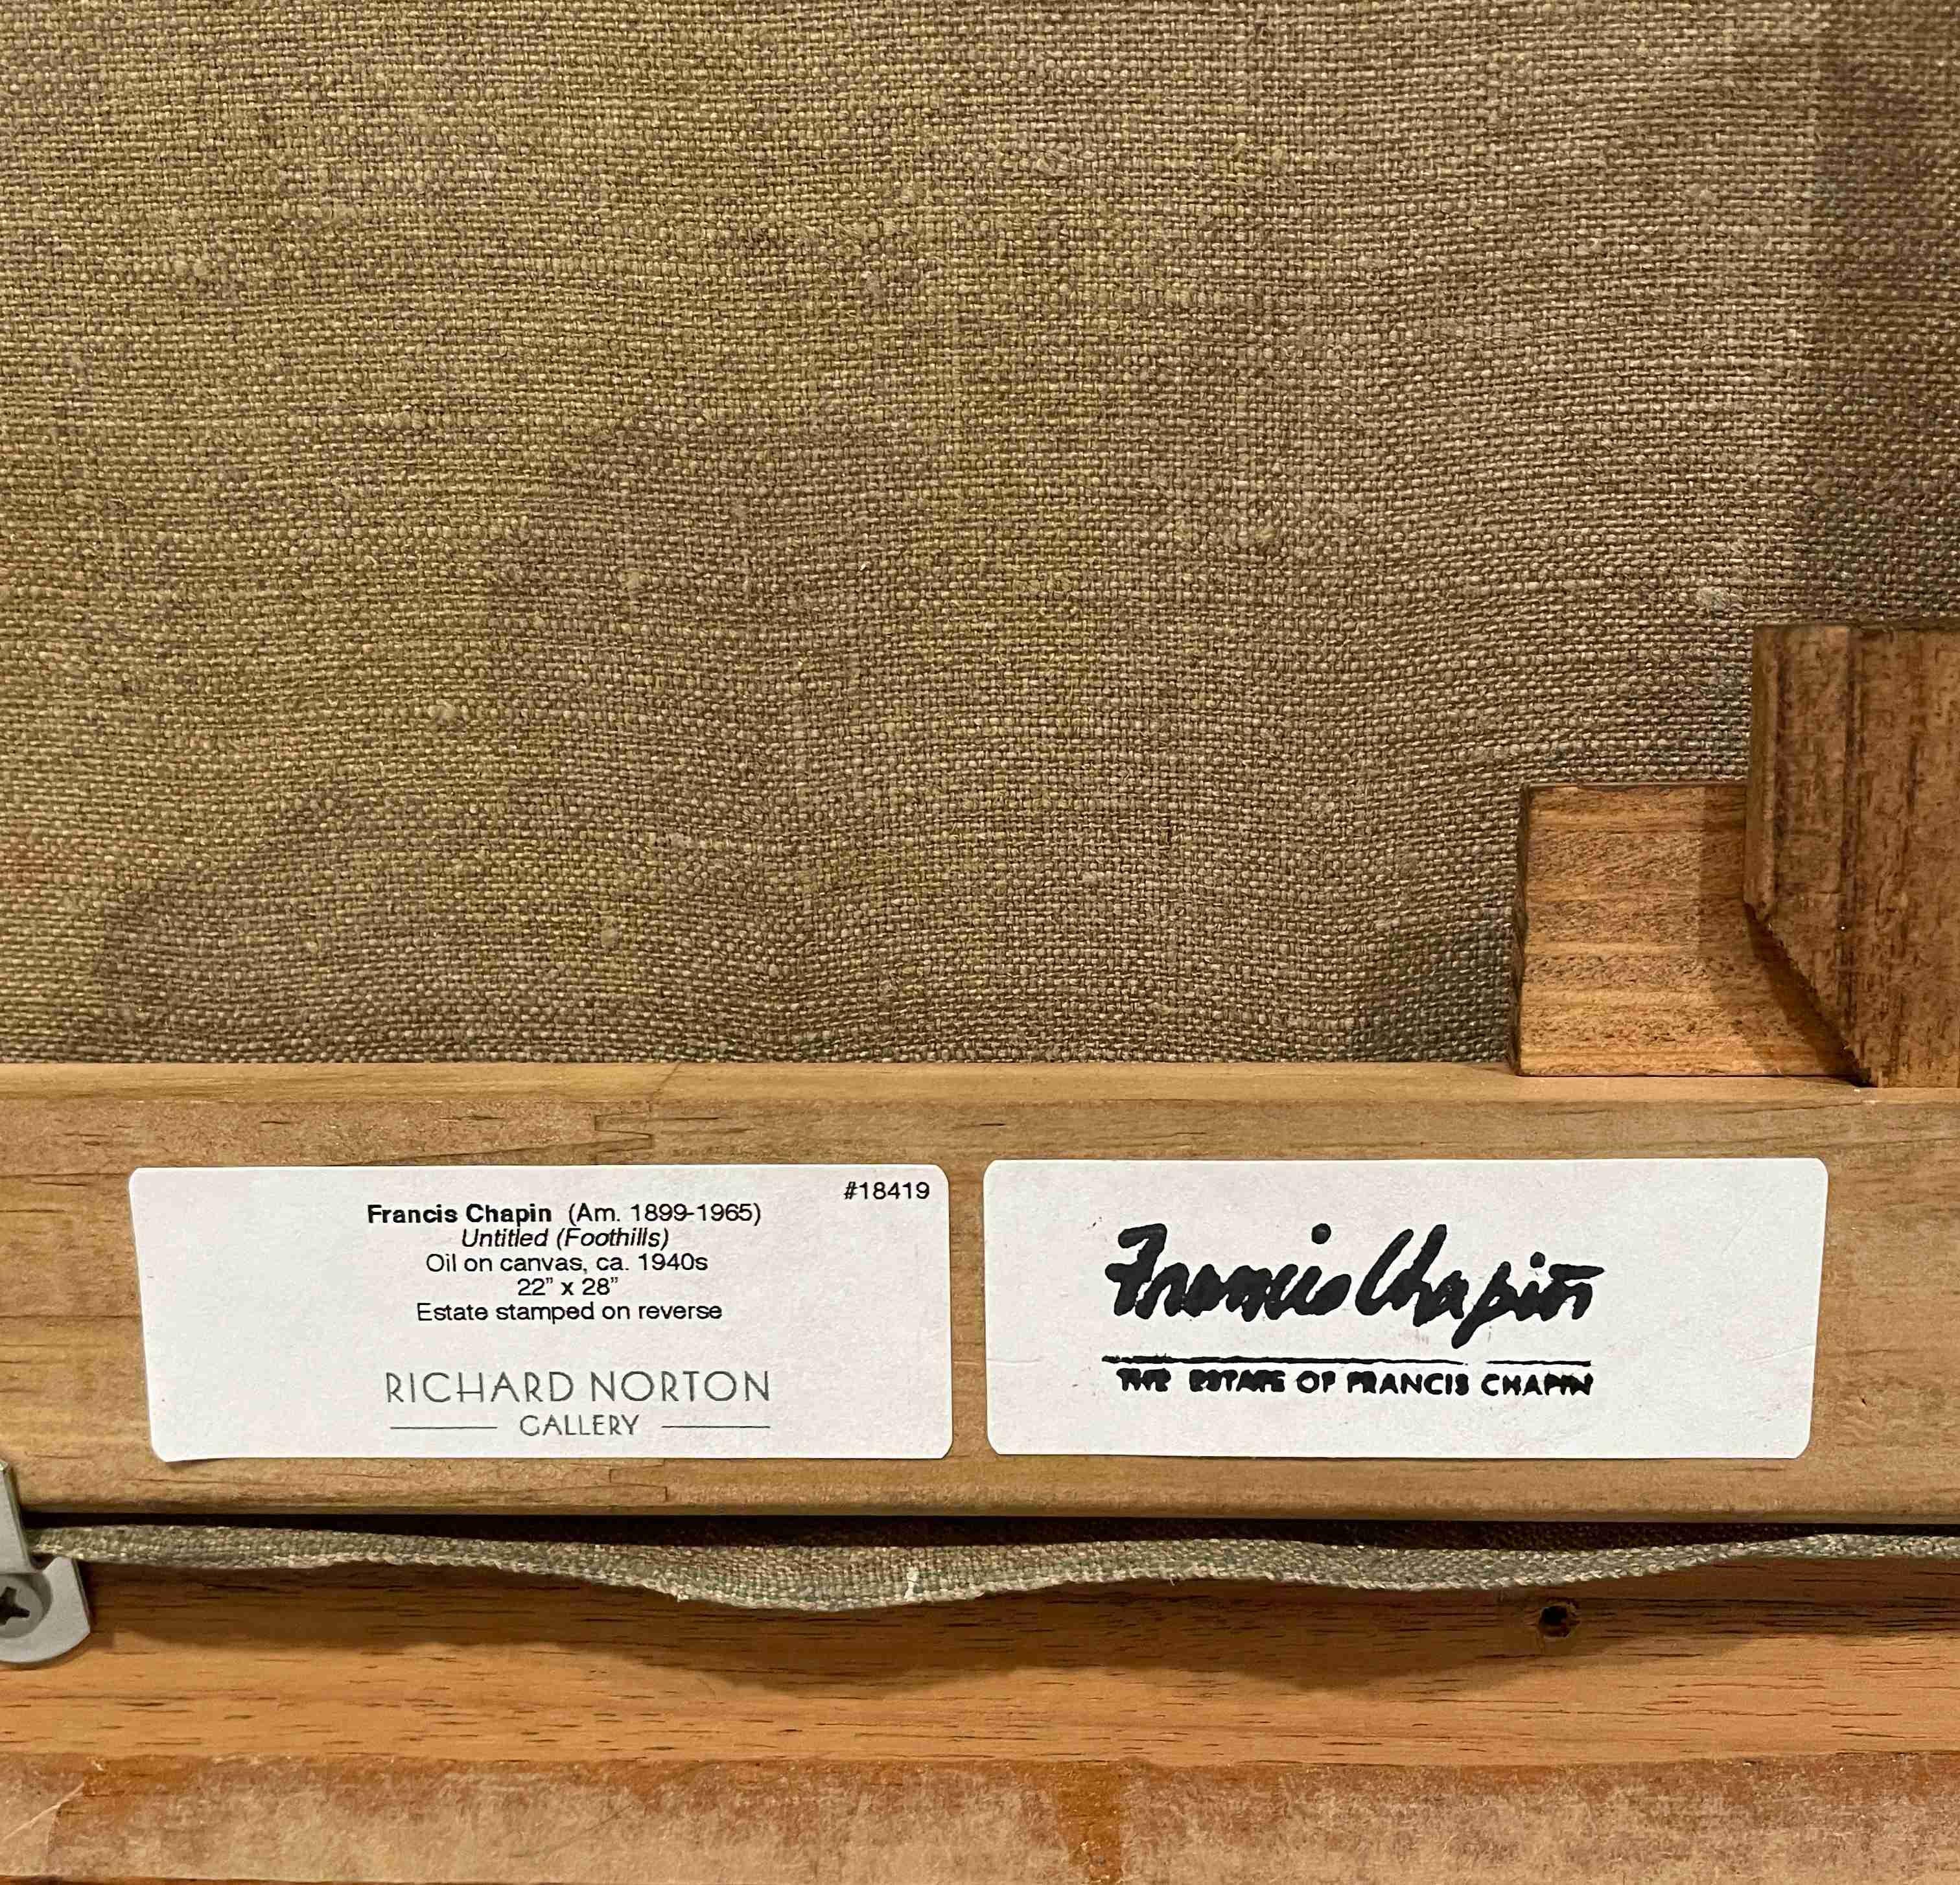 #18419
Francis Chapin (Am. 1899-1965)
Untitled (Foothills)
Oil on canvas, ca. 1940s
22" x 28"
Estate stamped on reverse
RICHARD NORTON
GALLERY
Francis Chapin
THE ESTATE OF FRANCIS CHAPIN